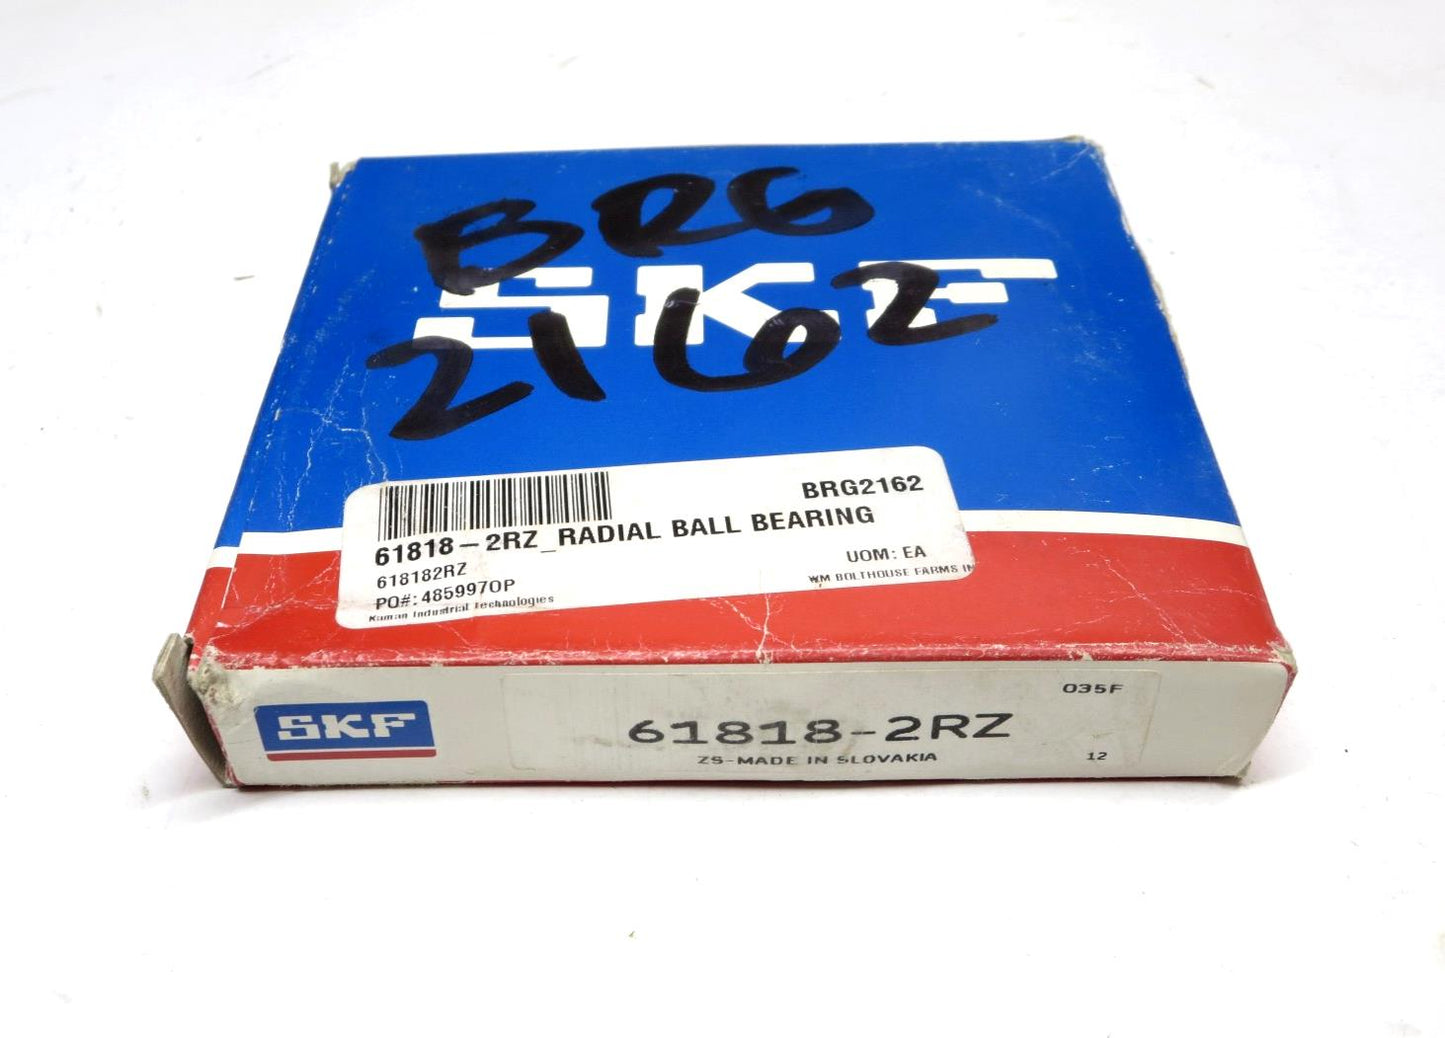 BRG
SKF
2162
BRG2162
61818-2RZ_RADIAL BALL BEARING
618182RZ
UOM: EA
PO#: 485997OP
WM BOLTHOUSE FARMS IN
Kaman Industrial Technologies
SKF
035F
61818-2RZ
ZS-MADE IN SLOVAKIA
12